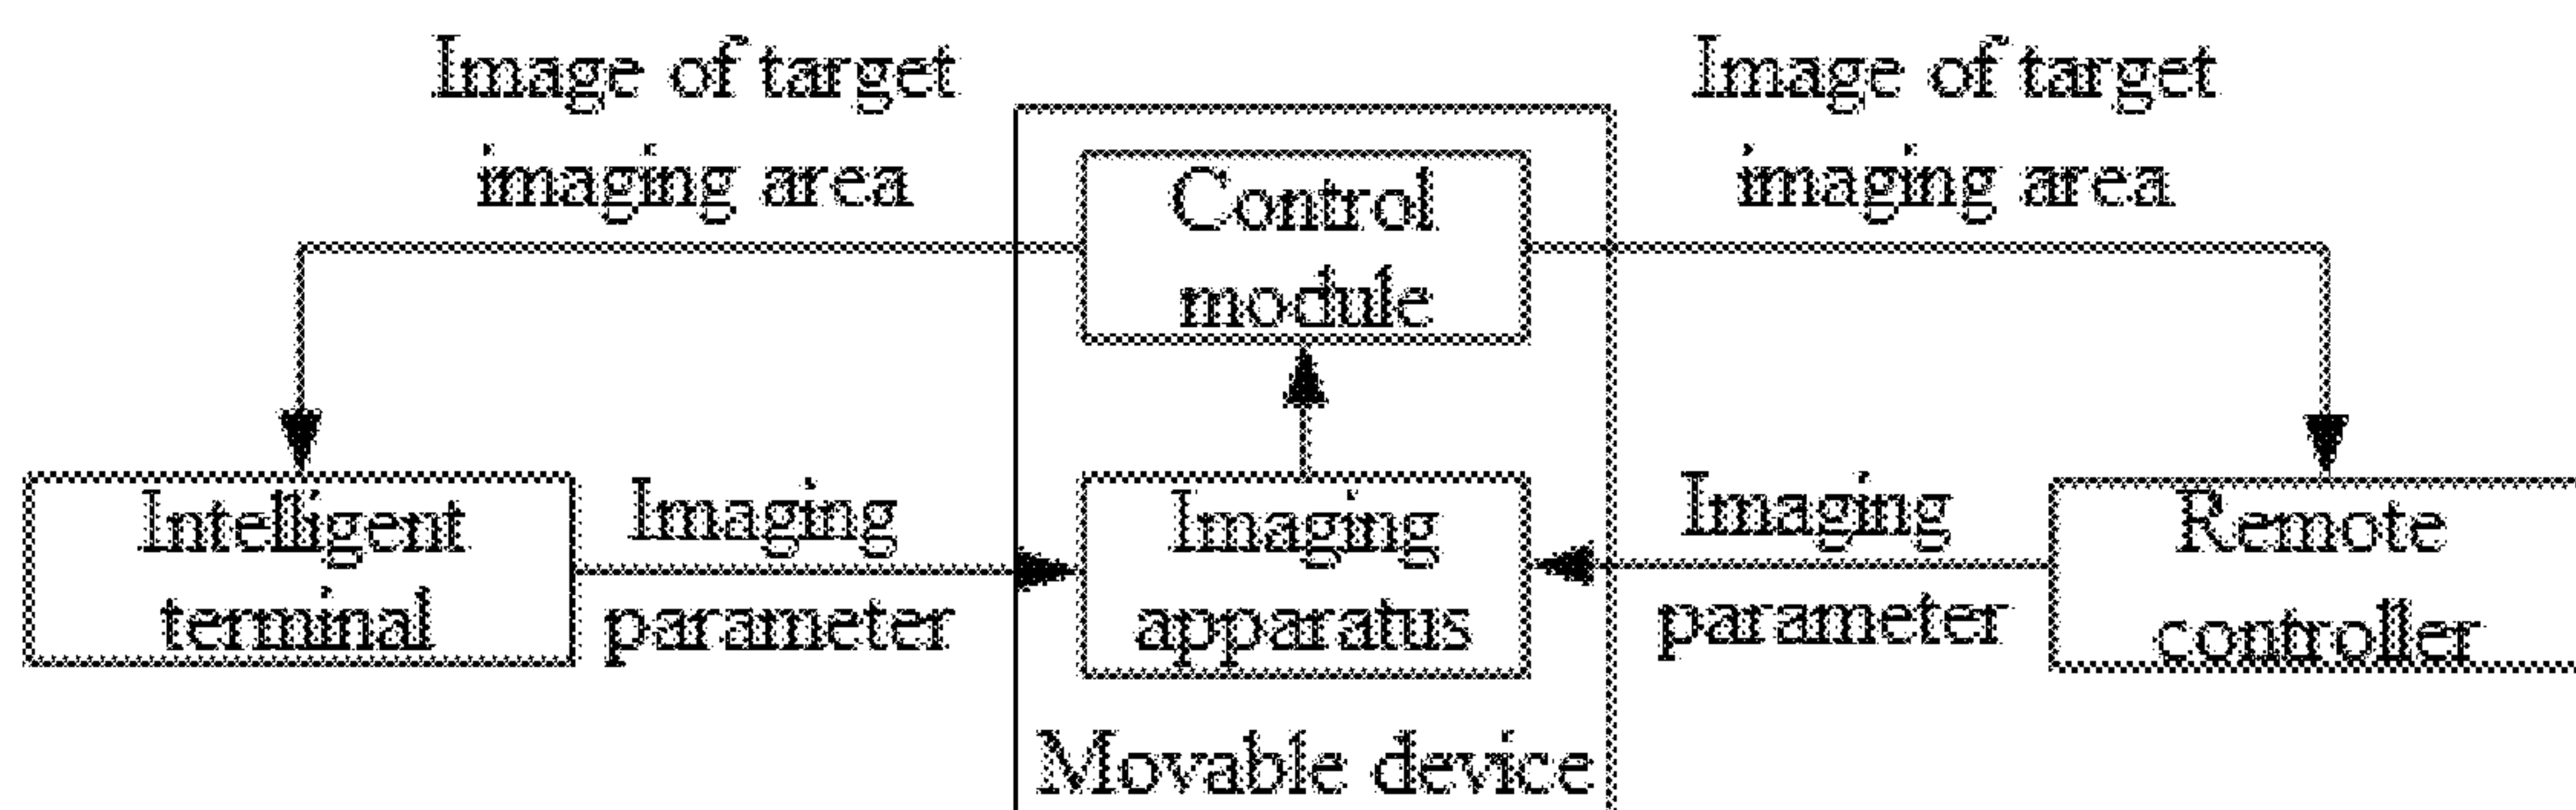 Image of target
imaging area
Image of target
imaging area
Control
module
Intelligent
terminal
Imaging
parameter
Imaging
apparatus
Imaging
parameter
Remote
controller
Movable device